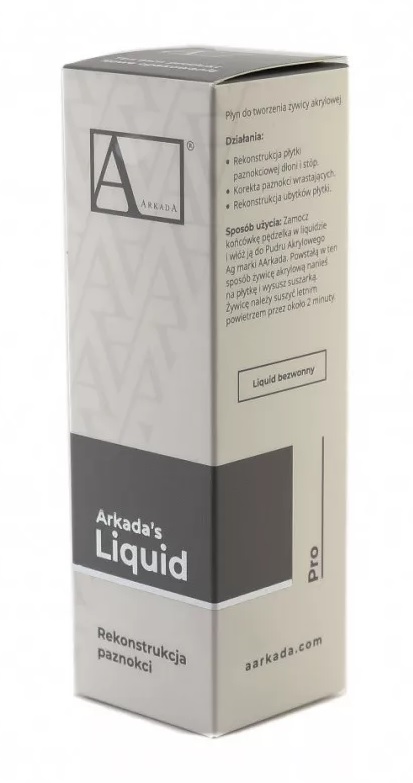 A
®
ARKADA
Arkada's
Liquid
Rekonstrukcja
paznokci
Płyn do tworzenia żywicy akrylowej
Działania:
• Rekonstrukcja płytki
paznokciowej dłoni i stóp.
• Korekta paznokci wrastających.
• Rekonstrukcja ubytków płytki.
Sposób użycia: Zamocz
końcówkę pędzelka w liquidzie
i włóż ją do Pudru Akrylowego
Ag marki AArkada. Powstałą w ten
sposób żywicę akrylową nanieś
na płytkę i wysusz suszarką.
Żywicę należy suszyć letnim
powietrzem przez około 2 minuty.
Liquid bezwonny
Pro
aarkada.com